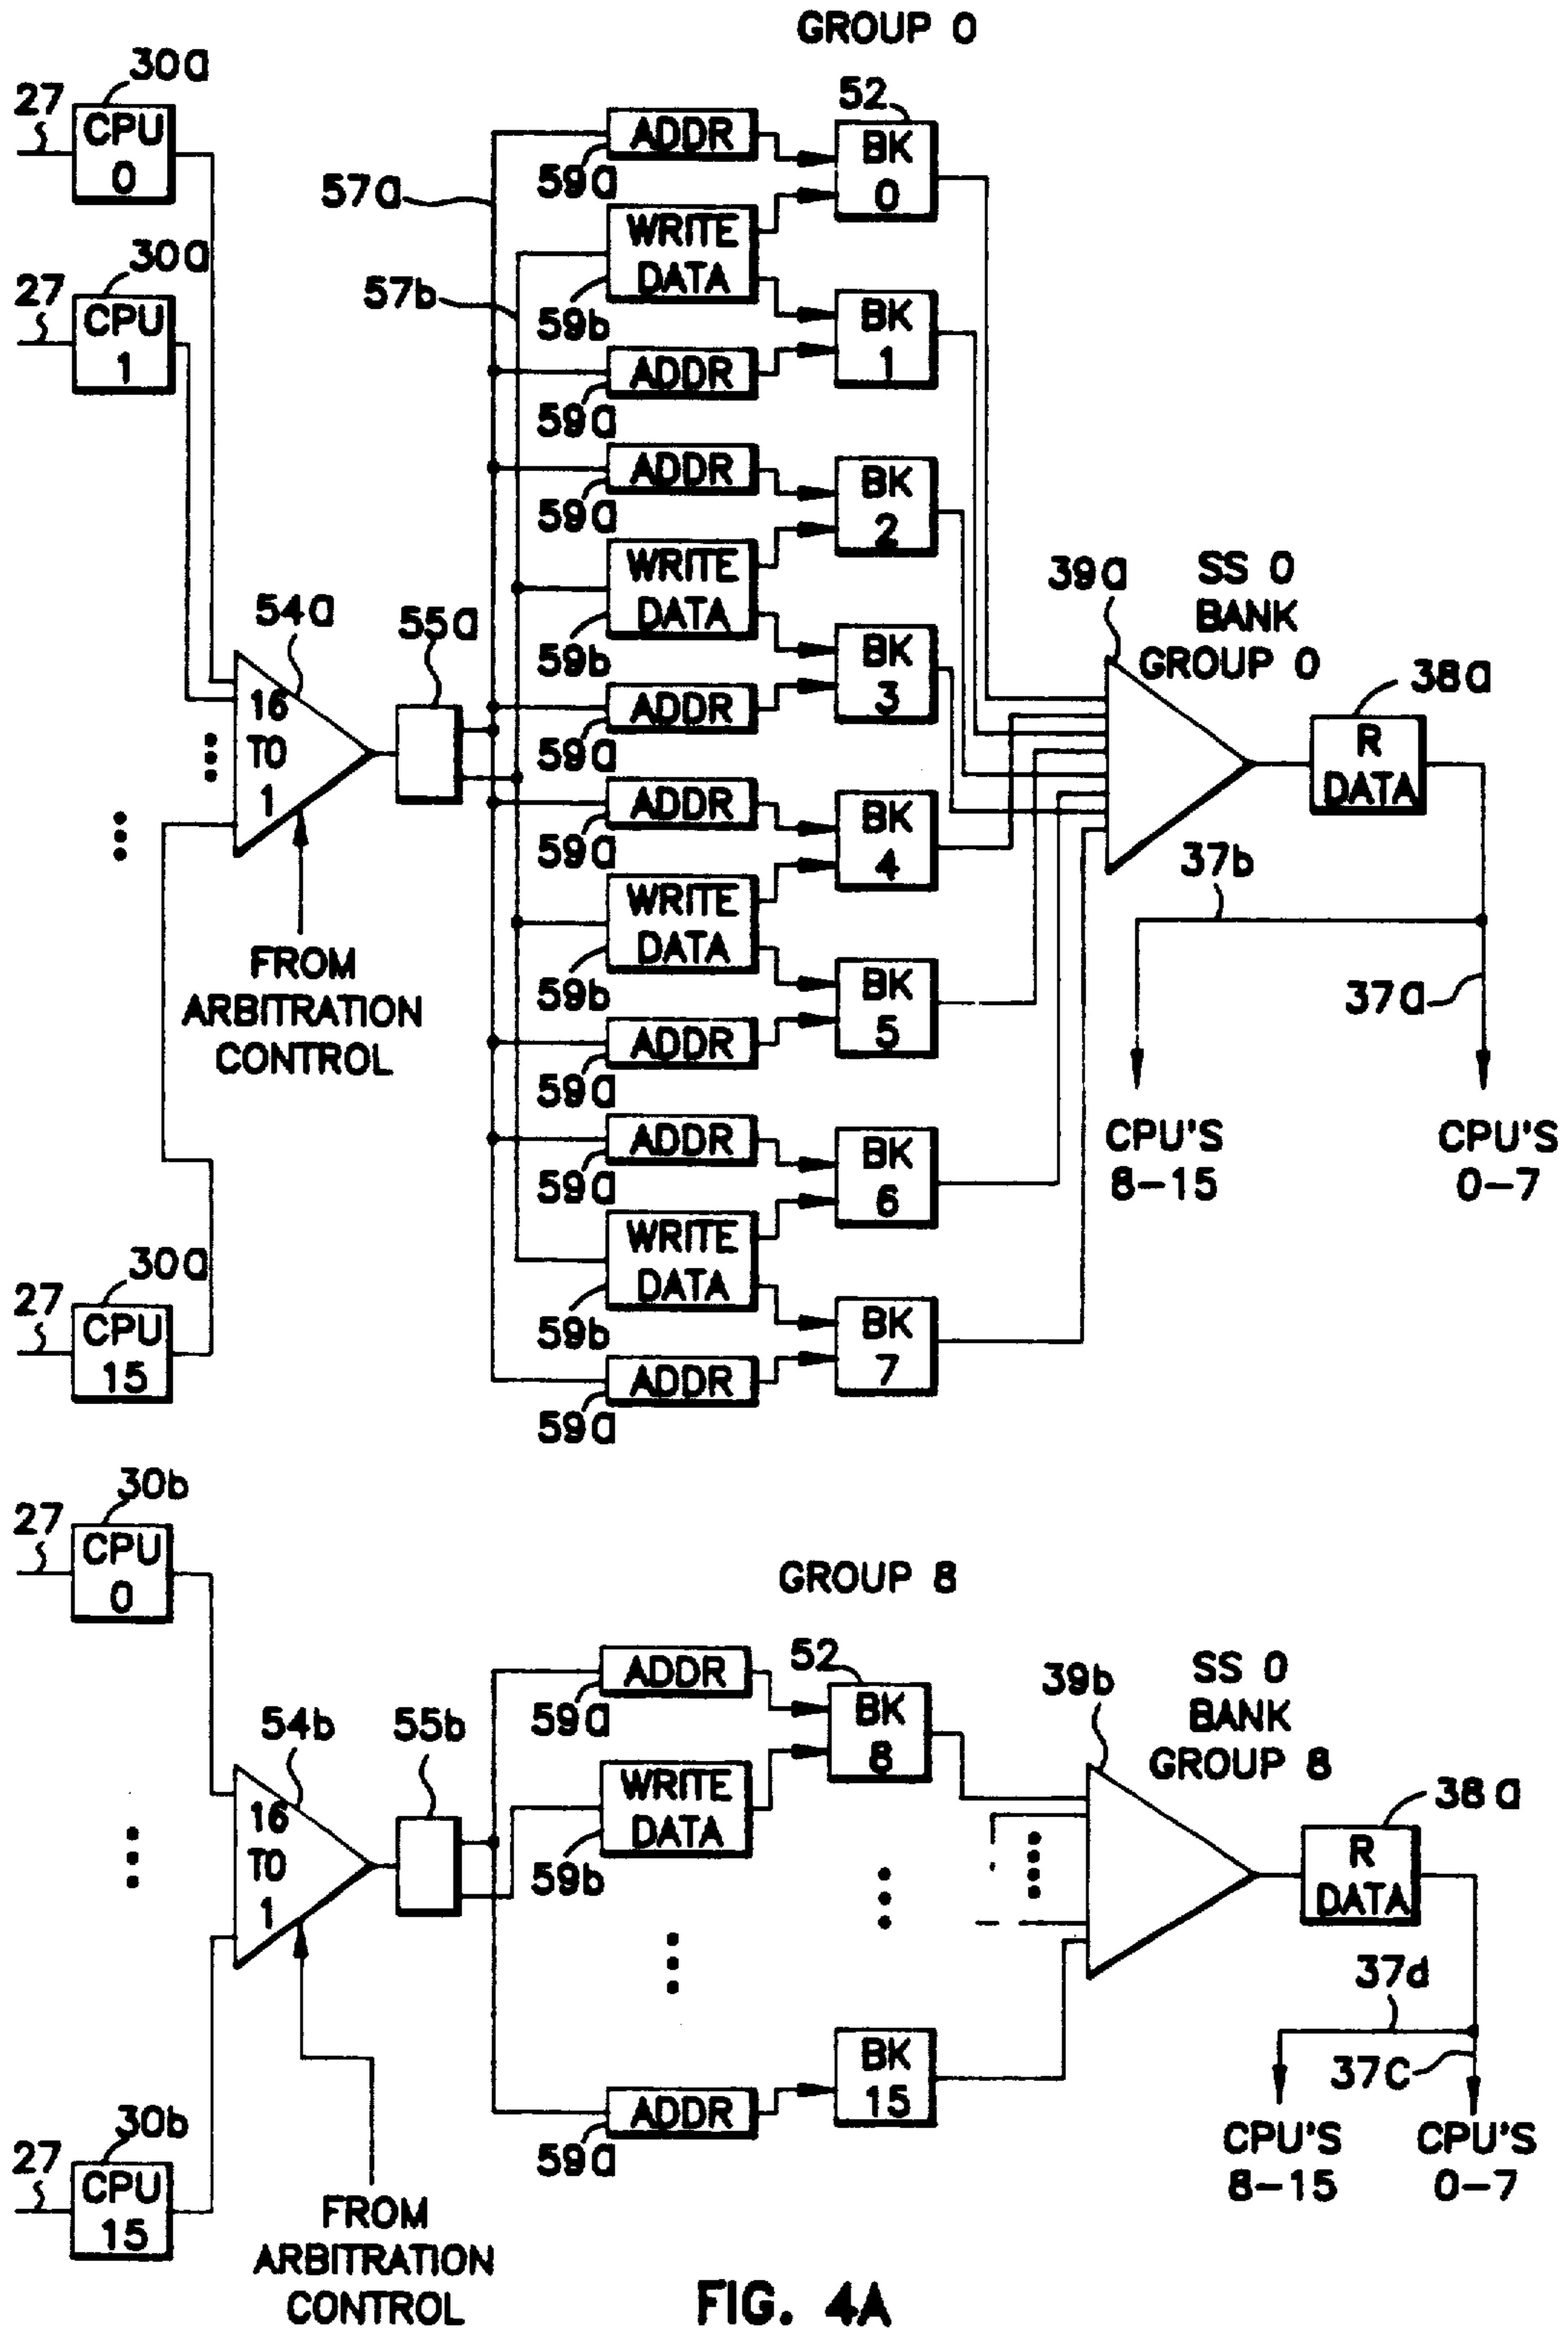 GROUP 0
30a
27
CPU
0
52
ADDR
59a
BK
0
57a
WRITE
DATA
59b
30a
27
CPU
1
57b
BK
1
ADDR
59a
ADDR
59a
BK
2
WRITE
DATA
59b
39a
SS 0
BANK
GROUP 0
54a
55a
BK
3
38a
16
TO
1
ADDR
59a
R
DATA
ADDR
59a
BK
4
37b
WRITE
DATA
59b
FROM
ARBITRATION
CONTROL
BK
5
37a
ADDR
59a
ADDR
59a
BK
6
CPU'S
8-15
CPU'S
0-7
WRITE
DATA
59b
30a
27
CPU
15
BK
7
ADDR
59a
30b
27
CPU
0
GROUP 8
52
ADDR
59a
BK
8
39b
SS 0
BANK
GROUP 8
54b
55b
WRITE
DATA
59b
38a
16
TO
1
R
DATA
37d
37c
BK
15
ADDR
59a
CPU'S
8-15
CPU'S
0-7
30b
27
CPU
15
FROM
ARBITRATION
CONTROL
FIG. 4A